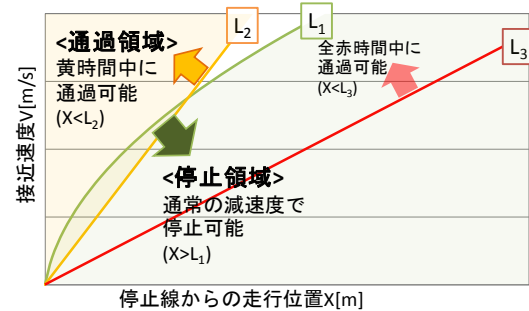 L2
L1
<通過領域>
黄時間中に
通過可能
(X<L2)
全赤時間中に
通過可能
(X<L3)
L3
<停止領域>
通常の減速度で
停止可能
(X>L1)
接近速度V[m/s]
停止線からの走行位置X[m]